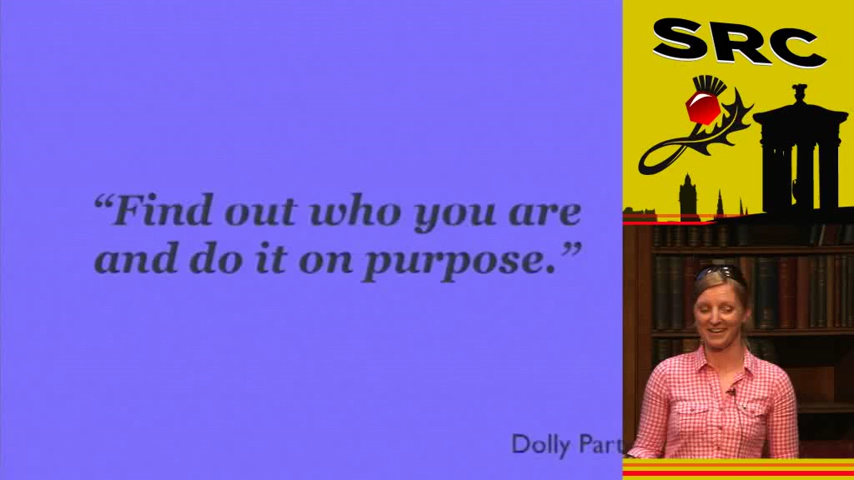 “Find out who you are
and do it on purpose.”
Dolly Part
SRC